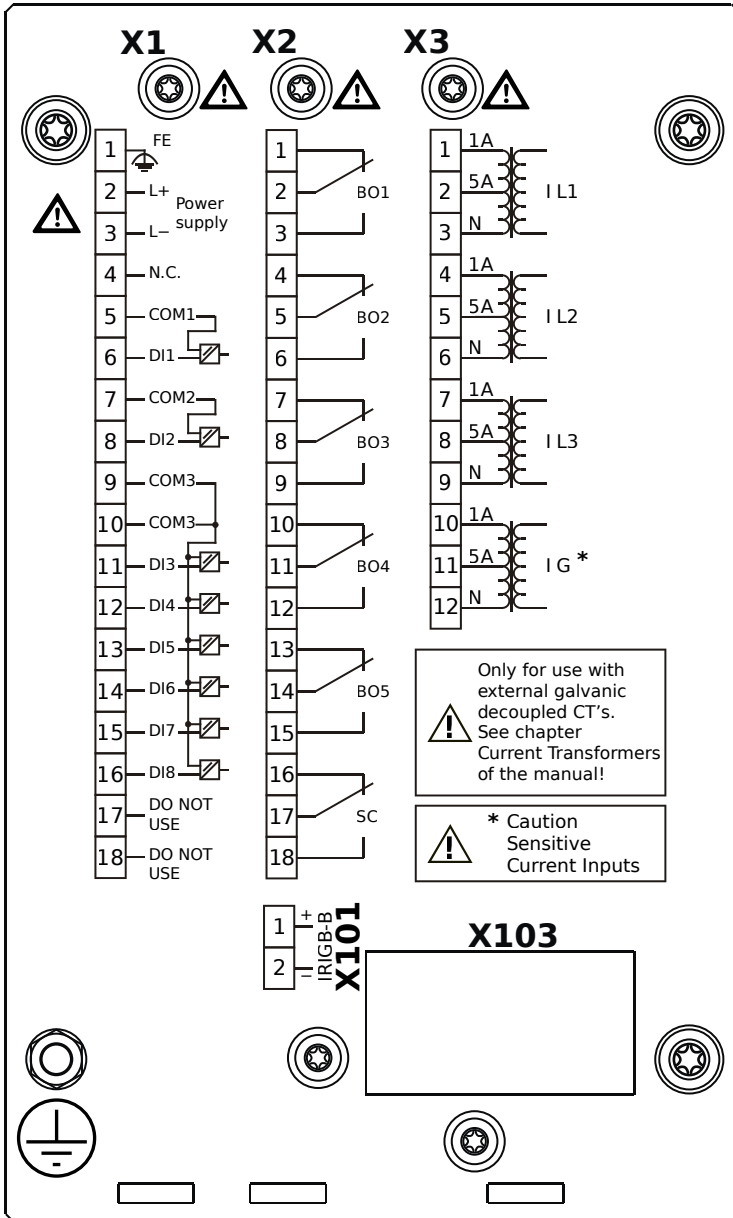 X1
X2
X3
1 FE
2 L+
Power
supply
3 L−
4 N.C.
5 COM1
6 DI1
7 COM2
8 DI2
9 COM3
10 COM3
11 DI3
12 DI4
13 DI5
14 DI6
15 DI7
16 DI8
17 DO NOT
USE
18 DO NOT
USE
1
2 BO1
3
4
5 BO2
6
7
8 BO3
9
10
11 BO4
12
13
14 BO5
15
16
17 SC
18
1 1A
2 5A I L1
3 N
4 1A
5 5A I L2
6 N
7 1A
8 5A I L3
9 N
10 1A
11 5A I G *
12 N
Only for use with
external galvanic
decoupled CT's.
See chapter
Current Transformers
of the manual!
* Caution
Sensitive
Current Inputs
1 +
2 −
IRIGB-B
X101
X103